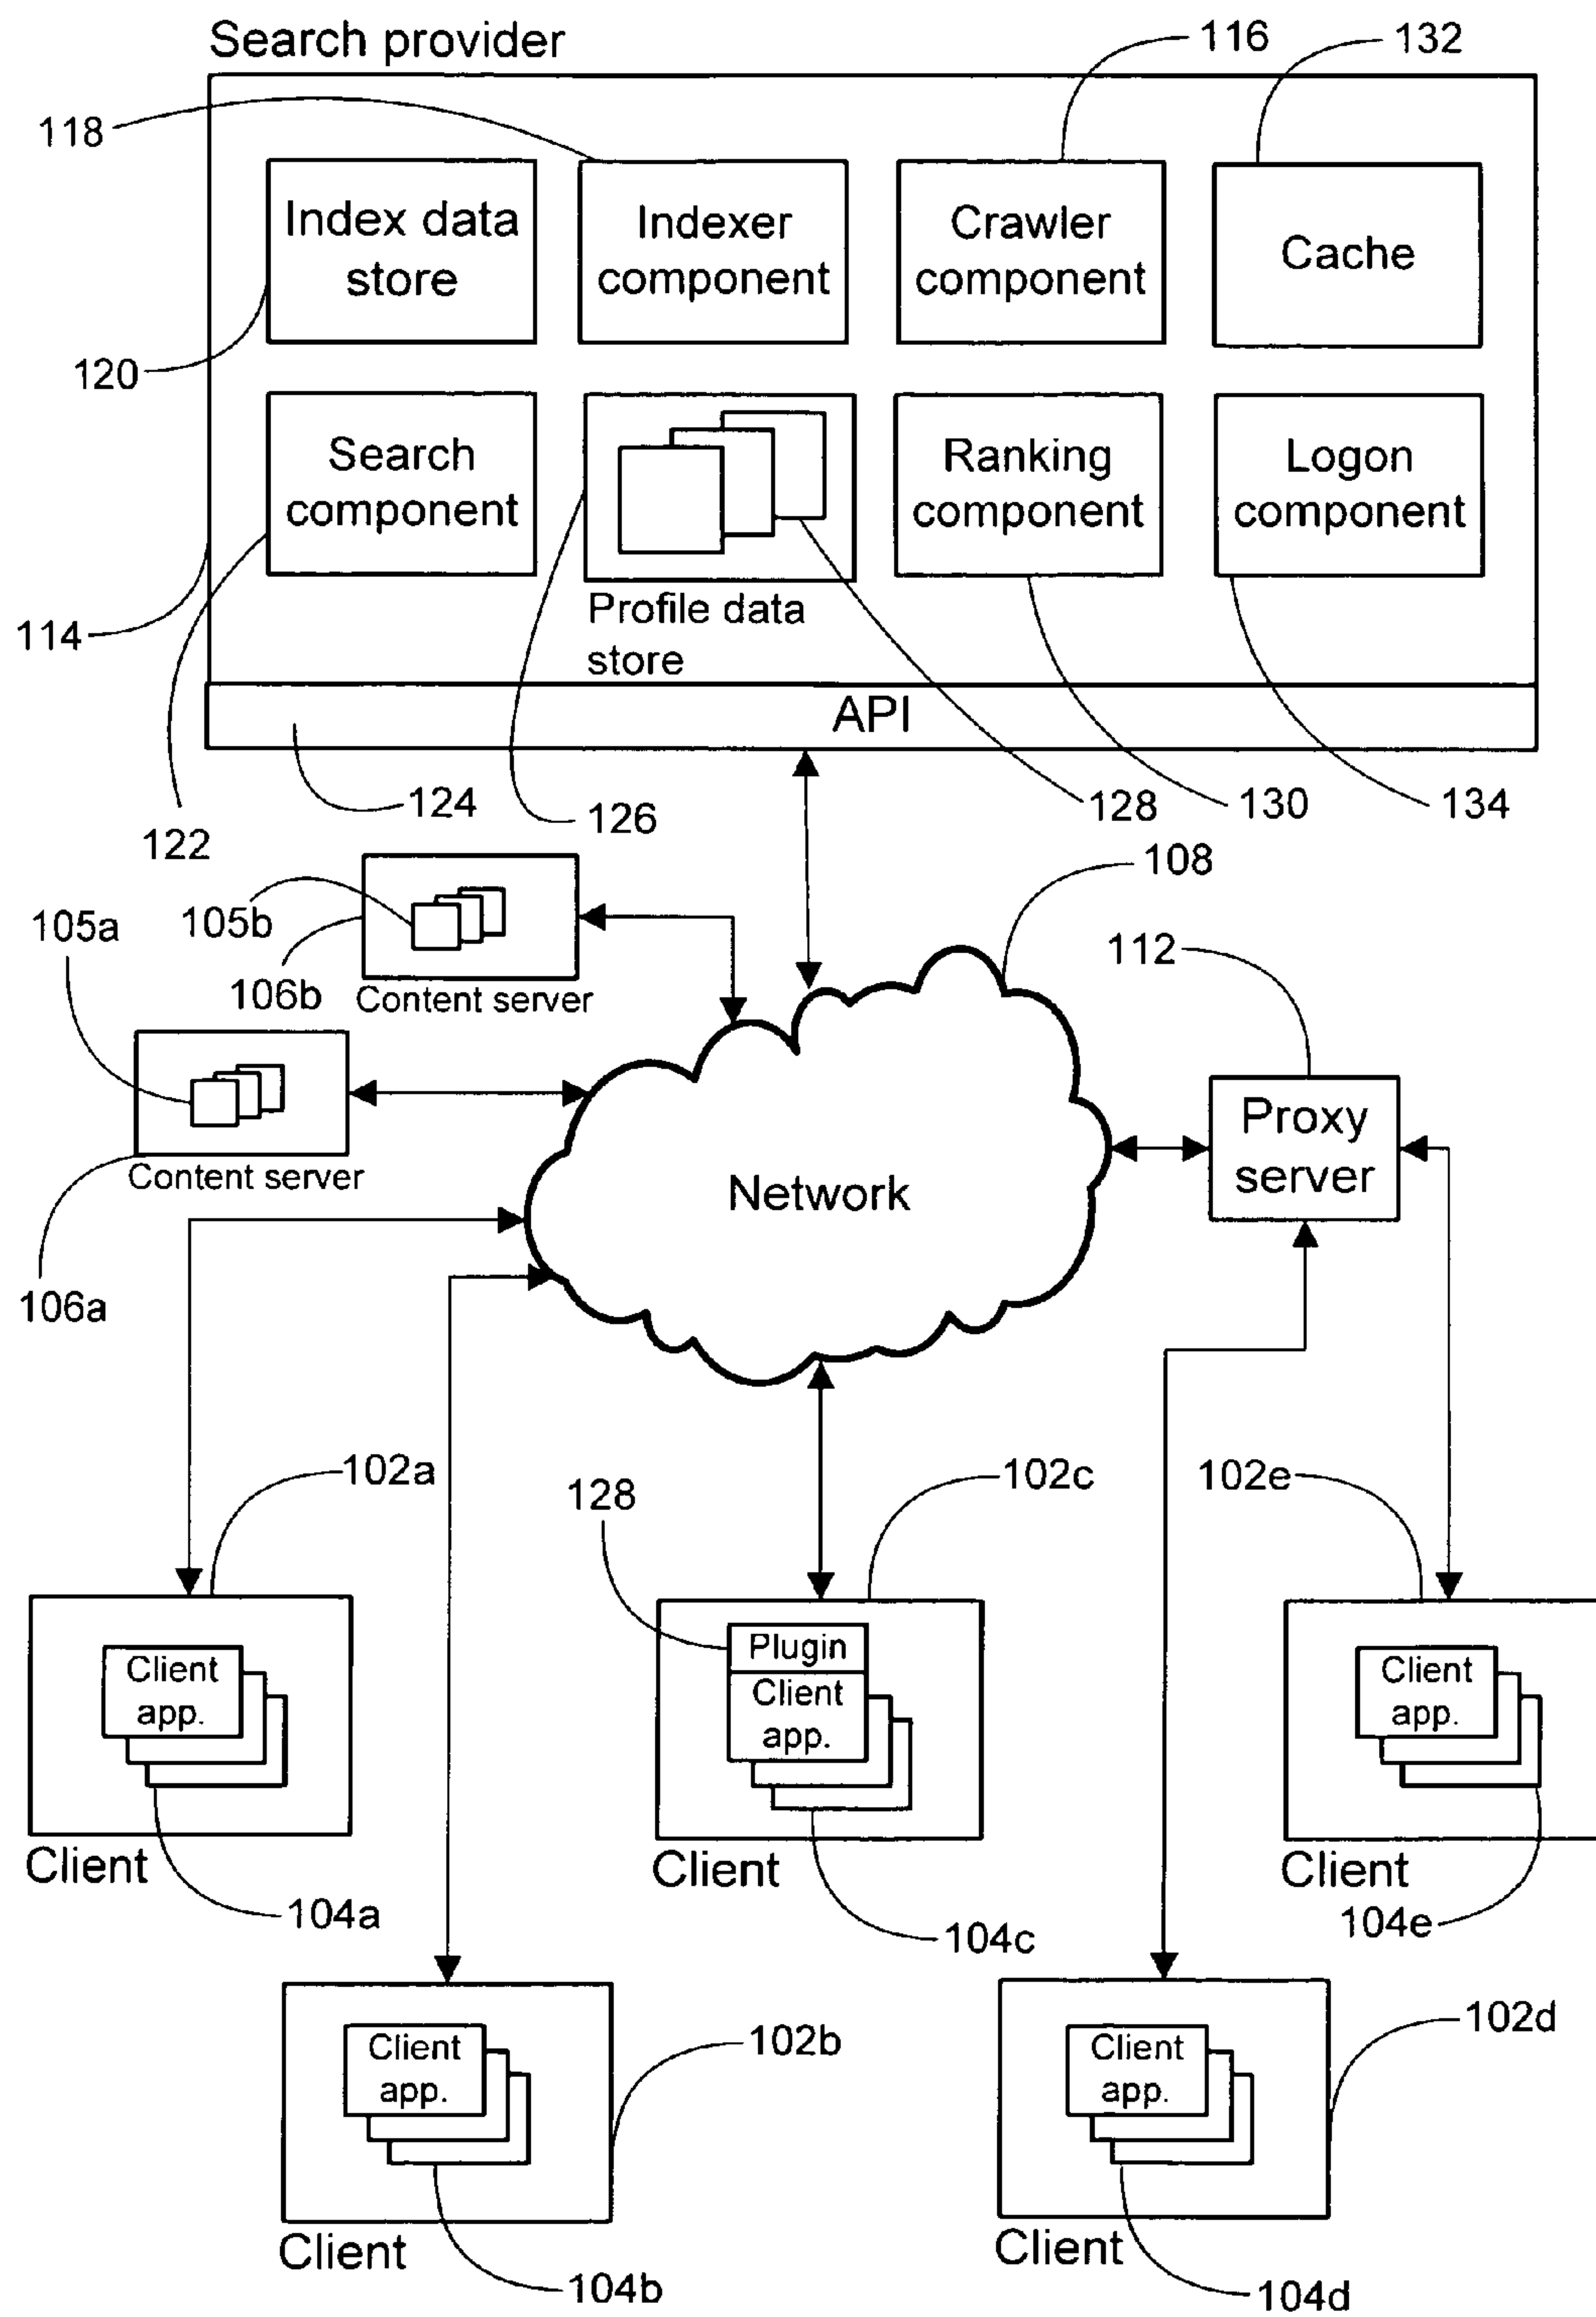 Search provider
116
132
118
Index data
store
Indexer
component
Crawler
component
Cache
120
Search
component
Ranking
component
Logon
component
Profile data
store
114
API
124
126
128
130
134
122
108
105a
105b
112
106b
Content server
Proxy
server
Content server
Network
106a
102a
128
102c
102e
Plugin
Client
app.
Client
app.
Client
app.
Client
Client
Client
104a
104c
104e
102b
102d
Client
app.
Client
app.
Client
Client
104b
104d